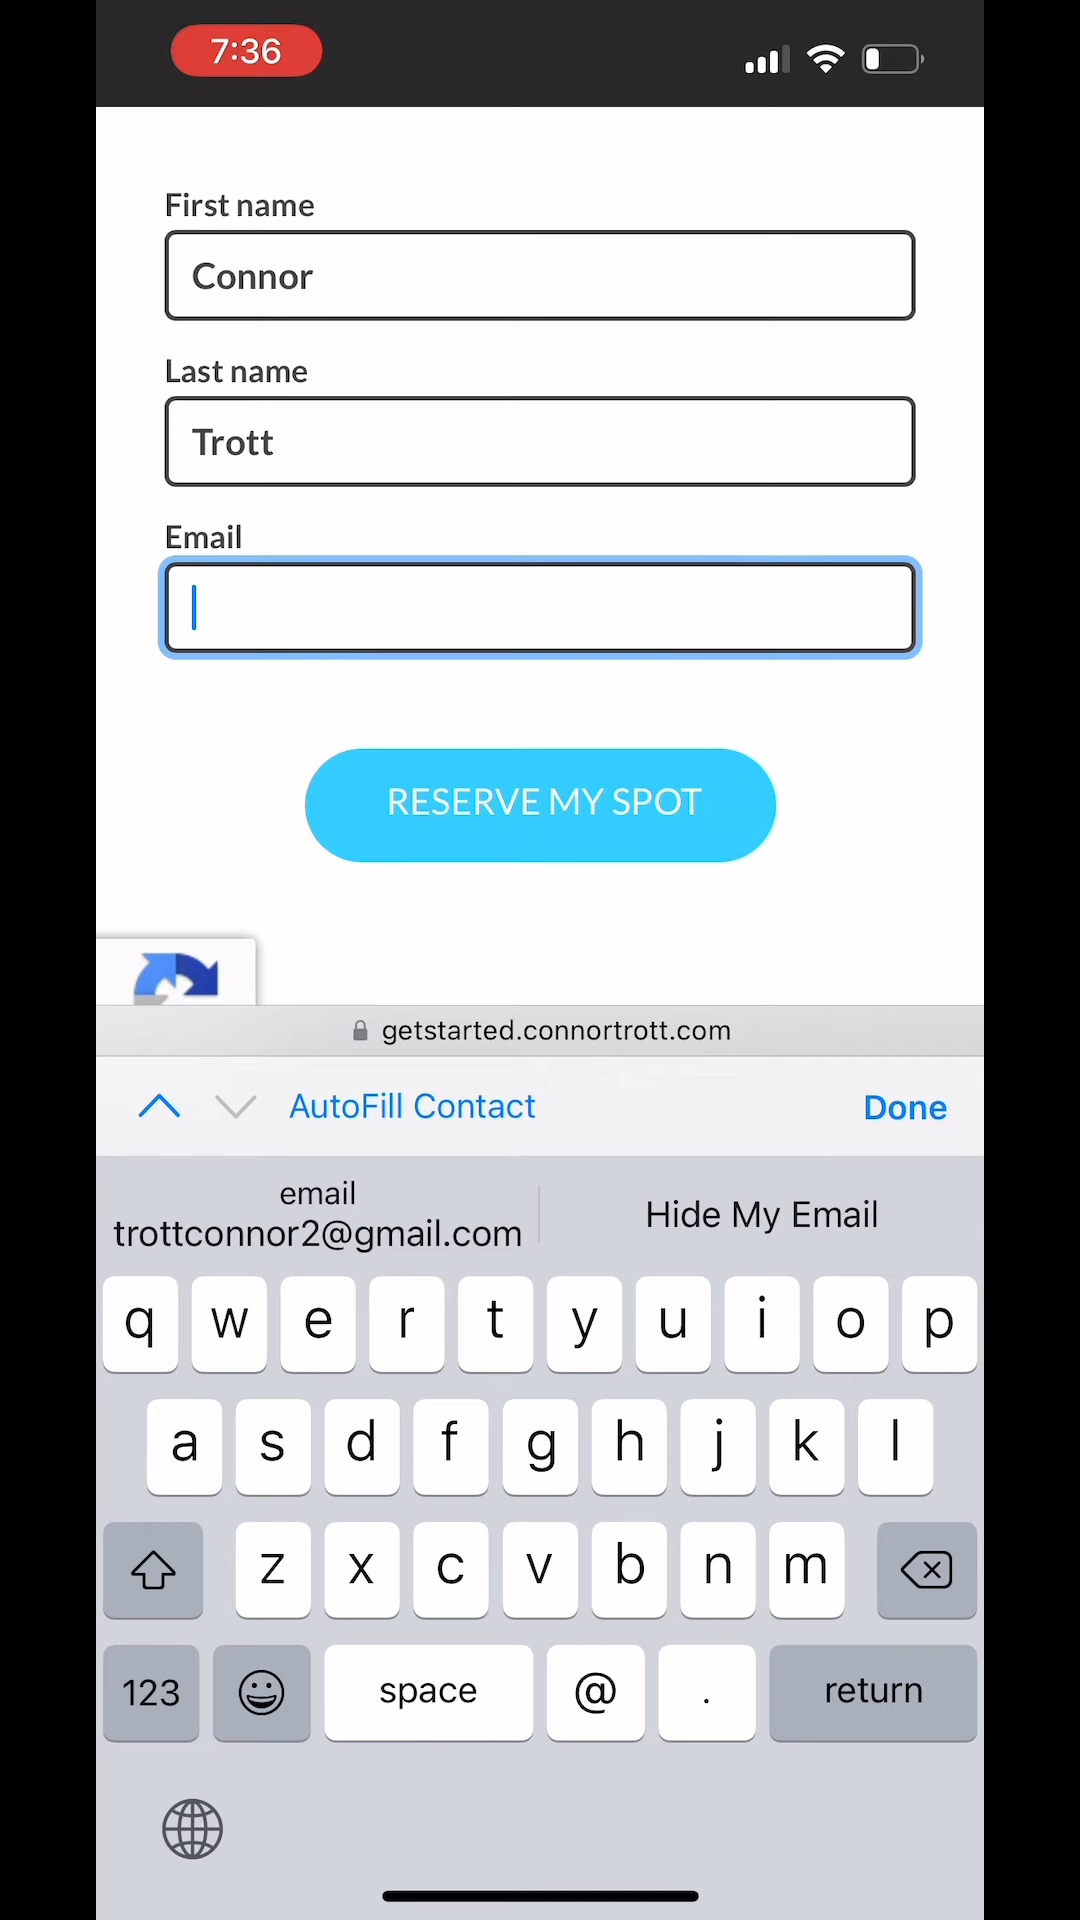 7:36
First name
Connor
Last name
Trott
Email
RESERVE MY SPOT
getstarted.connortrott.com
AutoFill Contact
Done
email
trottconnor2@gmail.com
Hide My Email
q w e r t y u i o p
a s d f g h j k l
z x c v b n m
123
space
@
.
return